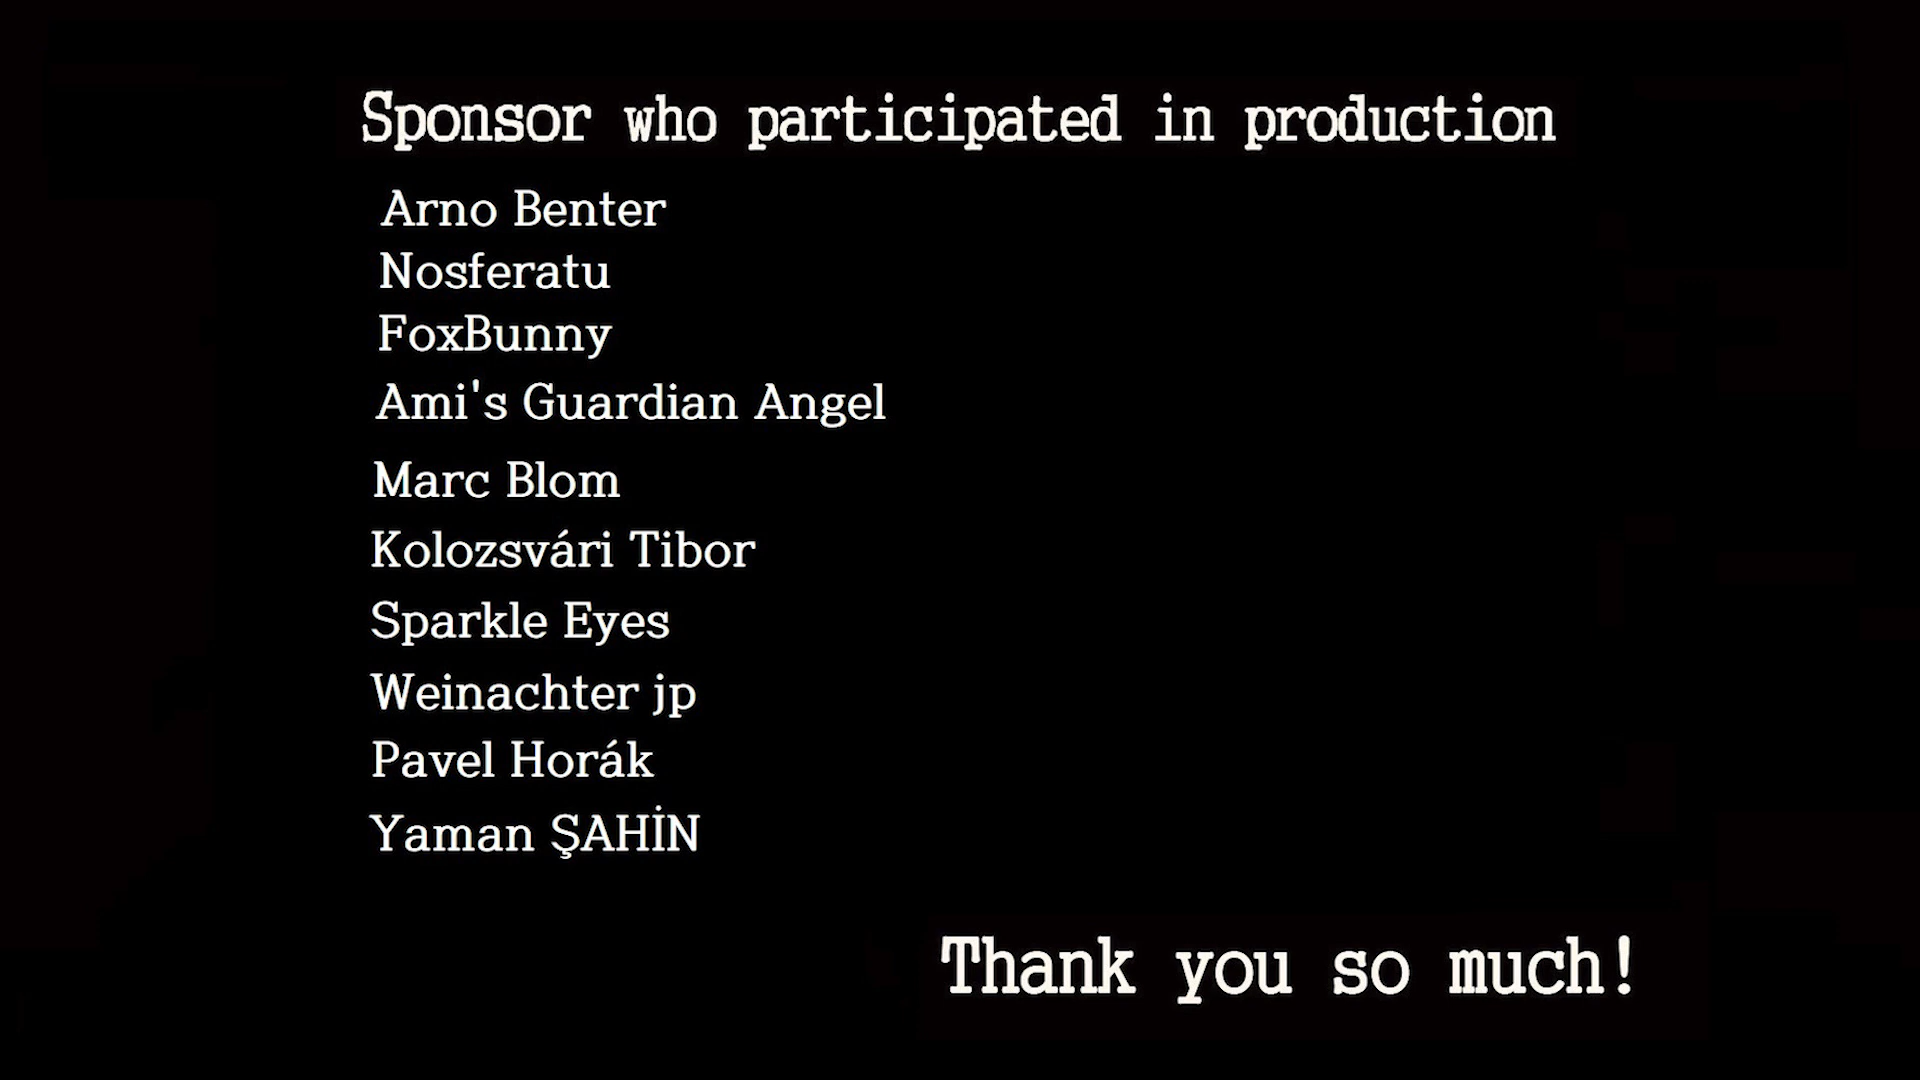 Sponsor who participated in production
Arno Benter
Nosferatu
FoxBunny
Ami's Guardian Angel
Marc Blom
Kolozsvári Tibor
Sparkle Eyes
Weinachter jp
Pavel Horák
Yaman ŞAHİN
Thank you so much!